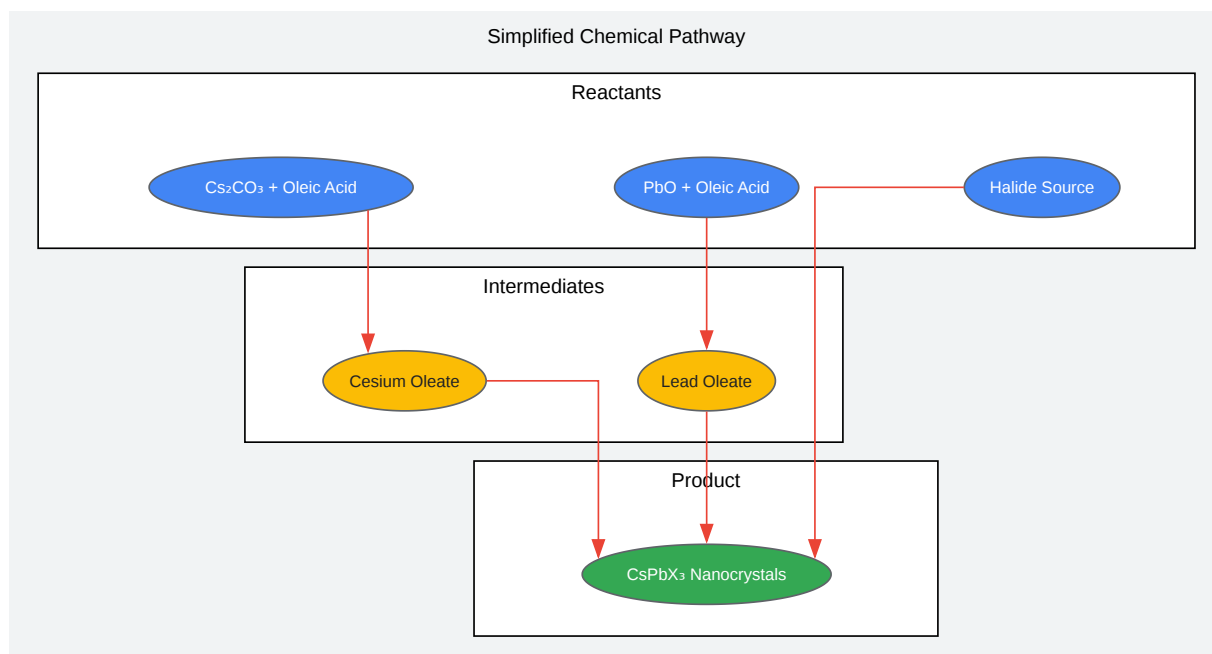 Simplified Chemical Pathway
Reactants
Cs₂CO₃ + Oleic Acid
PbO + Oleic Acid
Halide Source
Intermediates
Cesium Oleate
Lead Oleate
Product
CsPbX₃ Nanocrystals